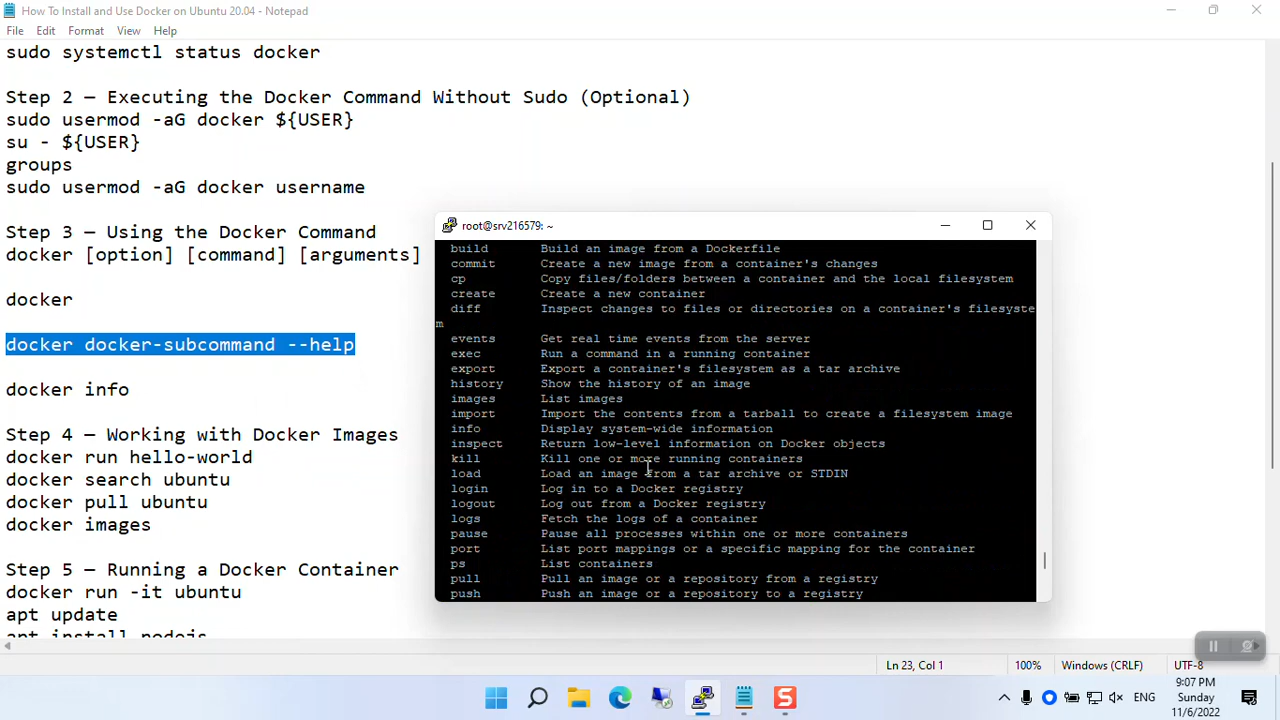 How To Install and Use Docker on Ubuntu 20.04 - Notepad
File Edit Format View Help
sudo systemctl status docker
Step 2 — Executing the Docker Command Without Sudo (Optional)
sudo usermod -aG docker ${USER}
su - ${USER}
groups
sudo usermod -aG docker username
Step 3 — Using the Docker Command
docker [option] [command] [arguments]
docker
docker docker-subcommand --help
docker info
Step 4 — Working with Docker Images
docker run hello-world
docker search ubuntu
docker pull ubuntu
docker images
Step 5 — Running a Docker Container
docker run -it ubuntu
apt update
apt install nodejs
root@srv216579: ~
build Build an image from a Dockerfile
commit Create a new image from a container's changes
cp Copy files/folders between a container and the local filesystem
create Create a new container
diff Inspect changes to files or directories on a container's filesyste
m
events Get real time events from the server
exec Run a command in a running container
export Export a container's filesystem as a tar archive
history Show the history of an image
images List images
import Import the contents from a tarball to create a filesystem image
info Display system-wide information
inspect Return low-level information on Docker objects
kill Kill one or more running containers
load Load an image from a tar archive or STDIN
login Log in to a Docker registry
logout Log out from a Docker registry
logs Fetch the logs of a container
pause Pause all processes within one or more containers
port List port mappings or a specific mapping for the container
ps List containers
pull Pull an image or a repository from a registry
push Push an image or a repository to a registry
Ln 23, Col 1 100% Windows (CRLF) UTF-8
ENG
9:07 PM
Sunday
11/6/2022